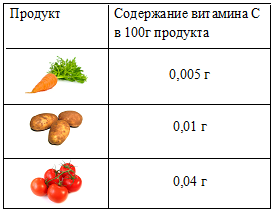 Продукт
Содержание витамина С
в 100г продукта
0,005 г
0,01 г
0,04 г